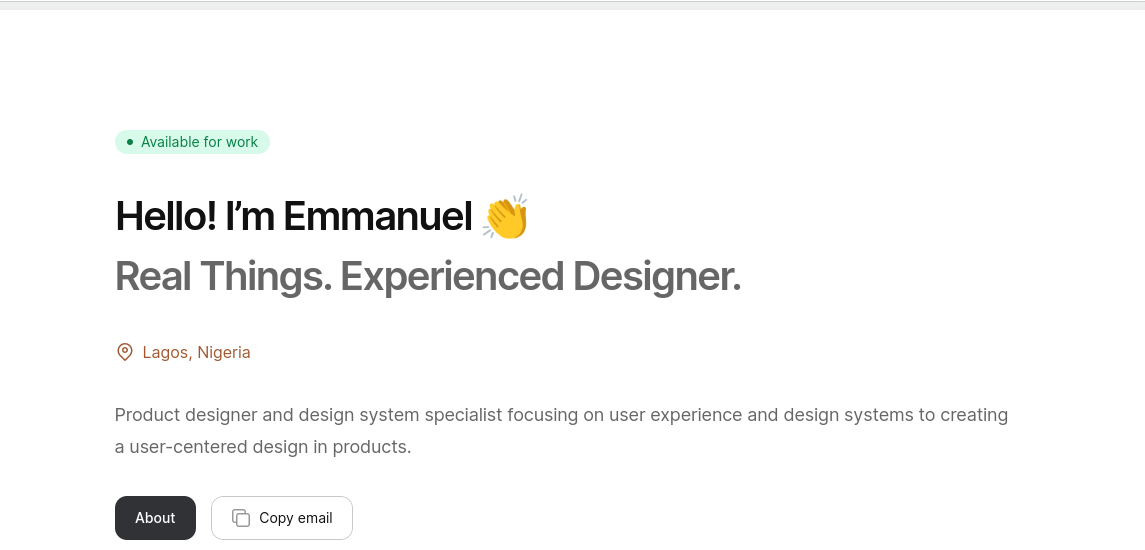 Available for work
Hello! I’m Emmanuel 👏
Real Things. Experienced Designer.
Lagos, Nigeria
Product designer and design system specialist focusing on user experience and design systems to creating
a user-centered design in products.
About
Copy email